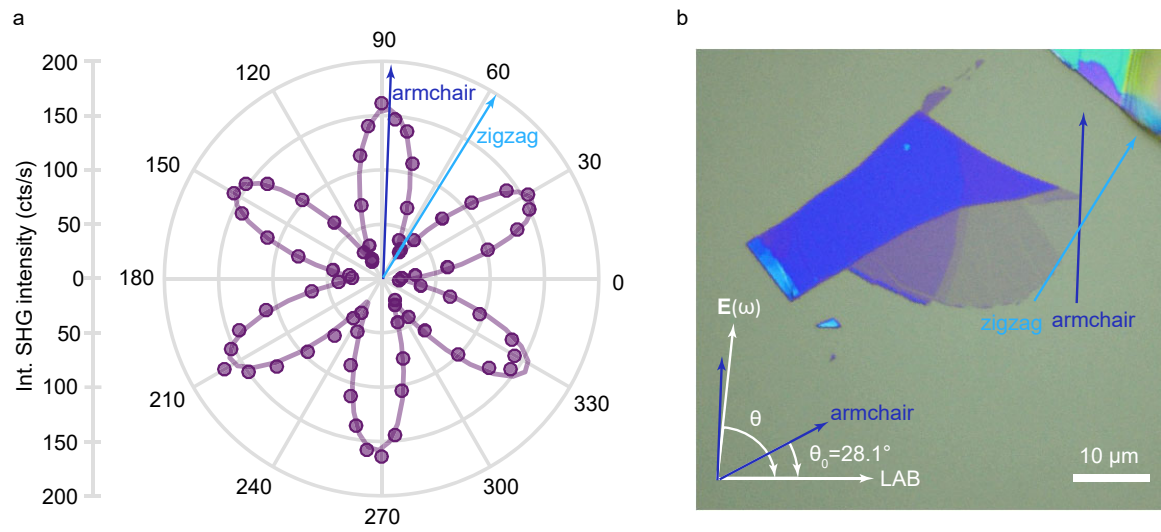 a
b
Int. SHG intensity (cts/s)
200
150
100
50
0
50
100
150
200
90
60
30
0
330
300
270
240
210
180
150
120
armchair
zigzag
E(ω)
θ
armchair
θ₀=28.1°
LAB
zigzag
armchair
10 μm